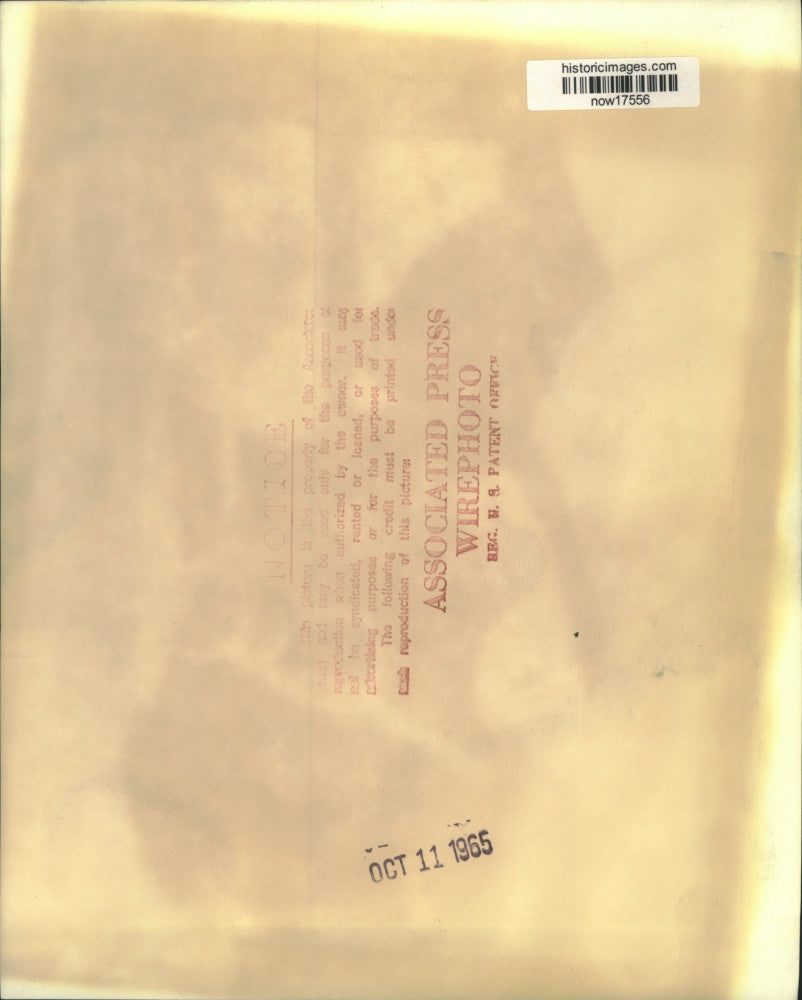 historicimages.com
now17556
NOTICE
This picture is the property of the Associated
and may be used only for the purposes of
reproduction when authorized by the owner. It may
not be syndicated, rented or loaned, or used for
advertising purposes or for the purposes of trade.
The following credit must be printed under
each reproduction of this picture:
ASSOCIATED PRESS
WIREPHOTO
REG. U. S. PATENT OFFICE
OCT 11 1965